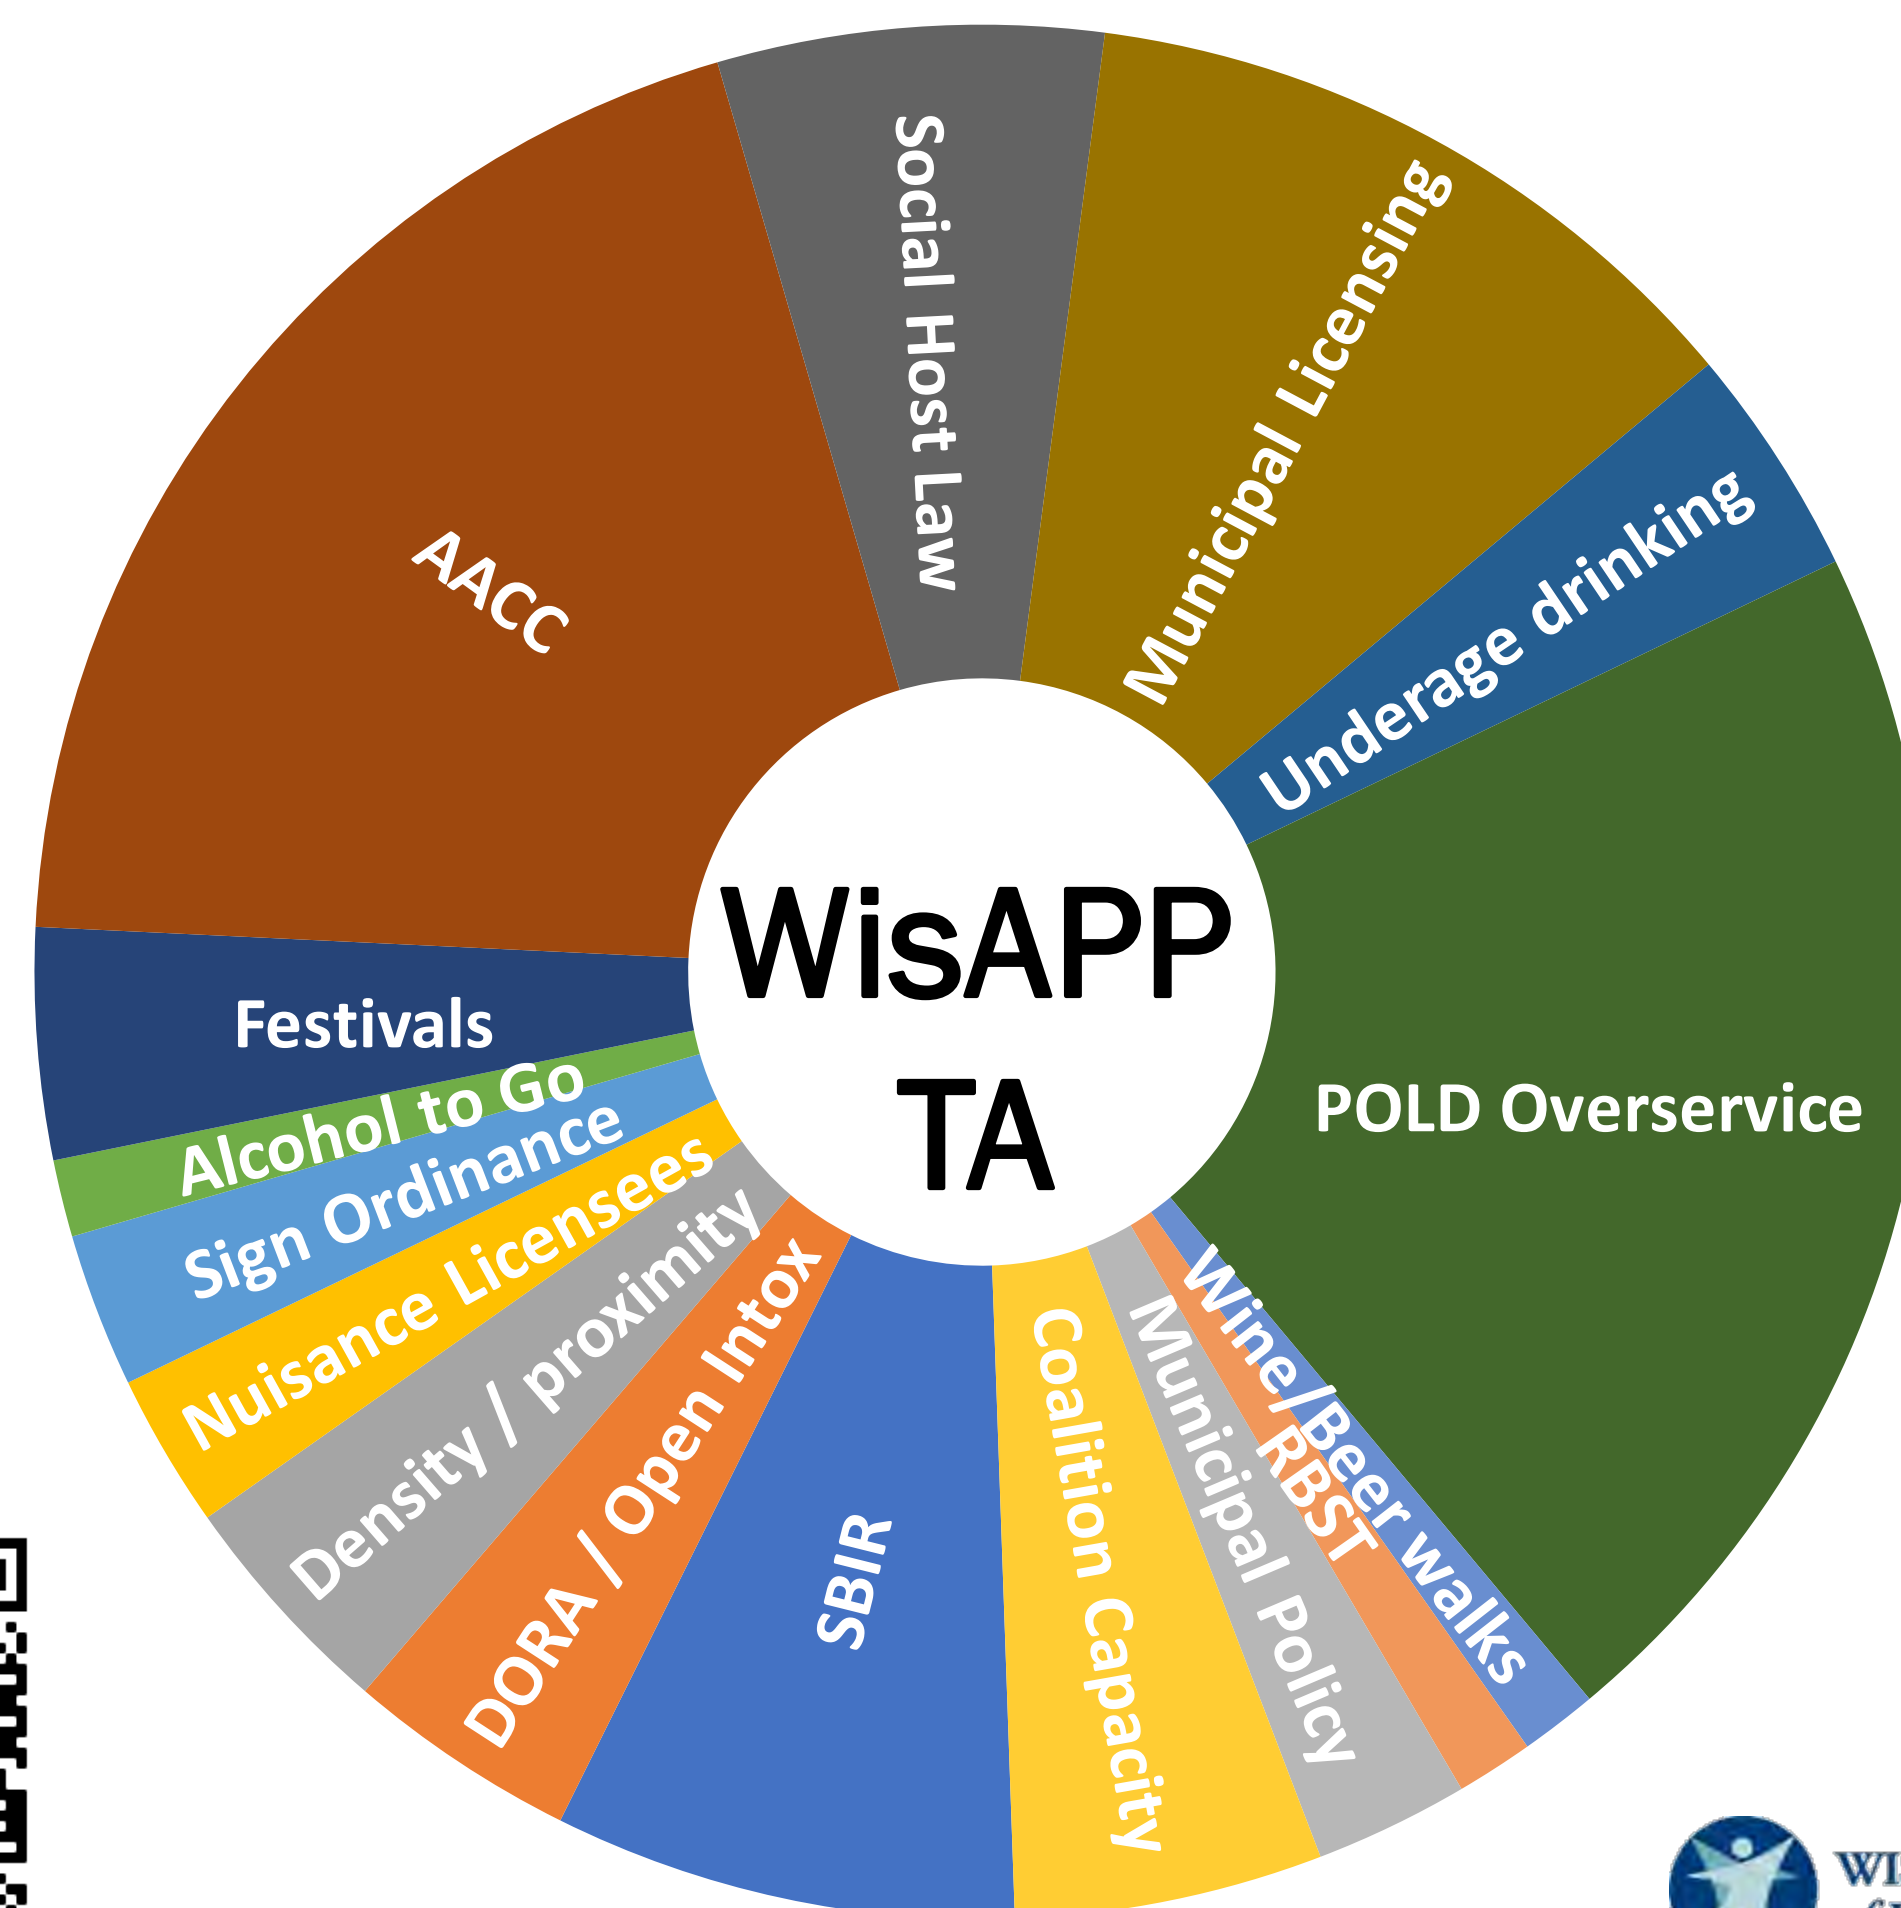 Social Host Law
Municipal Licensing
Underage drinking
POLD Overservice
Wine/Beer walks
RBST
Municipal Policy
Coalition Capacity
SBIR
DORA / Open Intox
Density / proximity
Nuisance Licensees
Sign Ordinance
Alcohol to Go
Festivals
AACC
WisAPP
TA